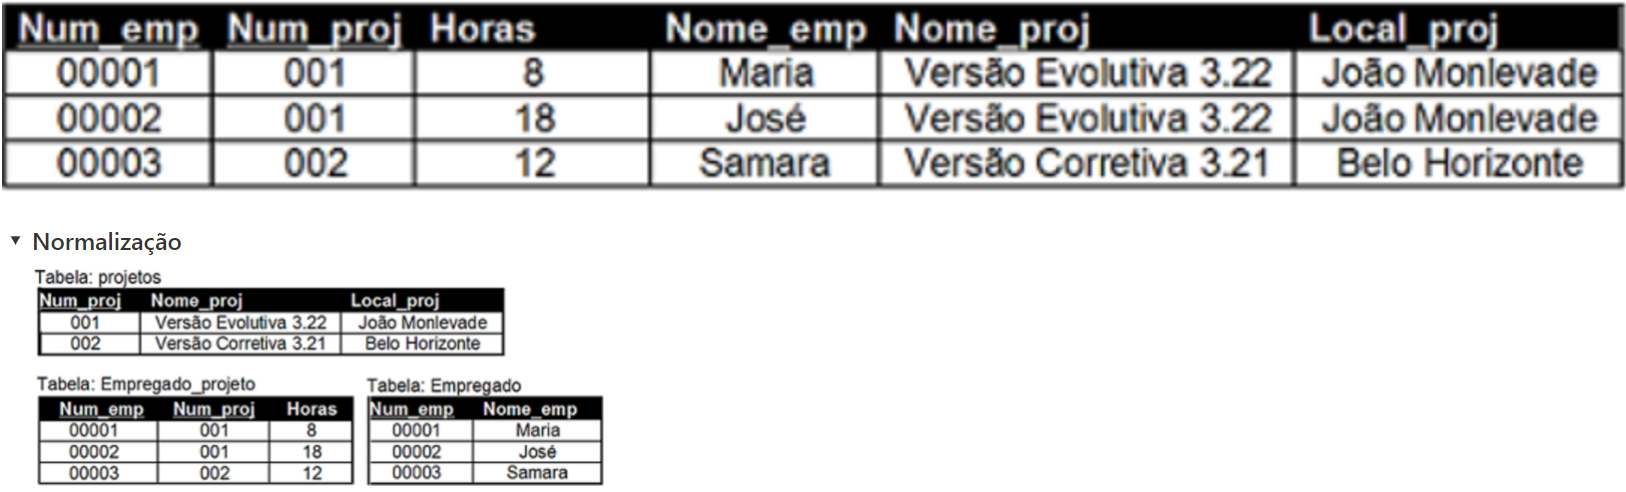 Num_emp Num_proj Horas Nome_emp Nome_proj Local_proj
00001 001 8 Maria Versão Evolutiva 3.22 João Monlevade
00002 001 18 José Versão Evolutiva 3.22 João Monlevade
00003 002 12 Samara Versão Corretiva 3.21 Belo Horizonte
Normalização
Tabela: projetos
Num_proj Nome_proj Local_proj
001 Versão Evolutiva 3.22 João Monlevade
002 Versão Corretiva 3.21 Belo Horizonte
Tabela: Empregado_projeto
Num_emp Num_proj Horas
00001 001 8
00002 001 18
00003 002 12
Tabela: Empregado
Num_emp Nome_emp
00001 Maria
00002 José
00003 Samara